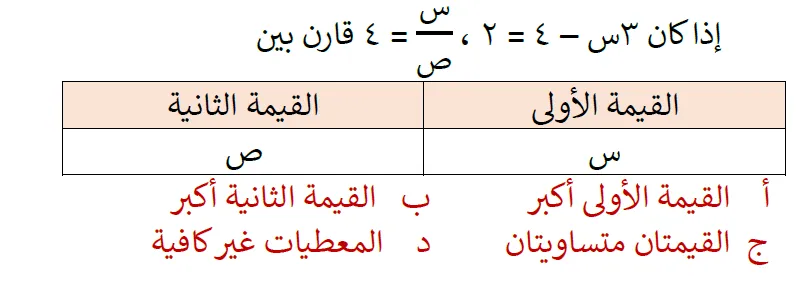 إذا كان ٣س – ٤ = ٢ ، س/ص = ٤ قارن بين
القيمة الأولى القيمة الثانية
س ص
أ القيمة الأولى أكبر ب القيمة الثانية أكبر
ج القيمتان متساويتان د المعطيات غير كافية